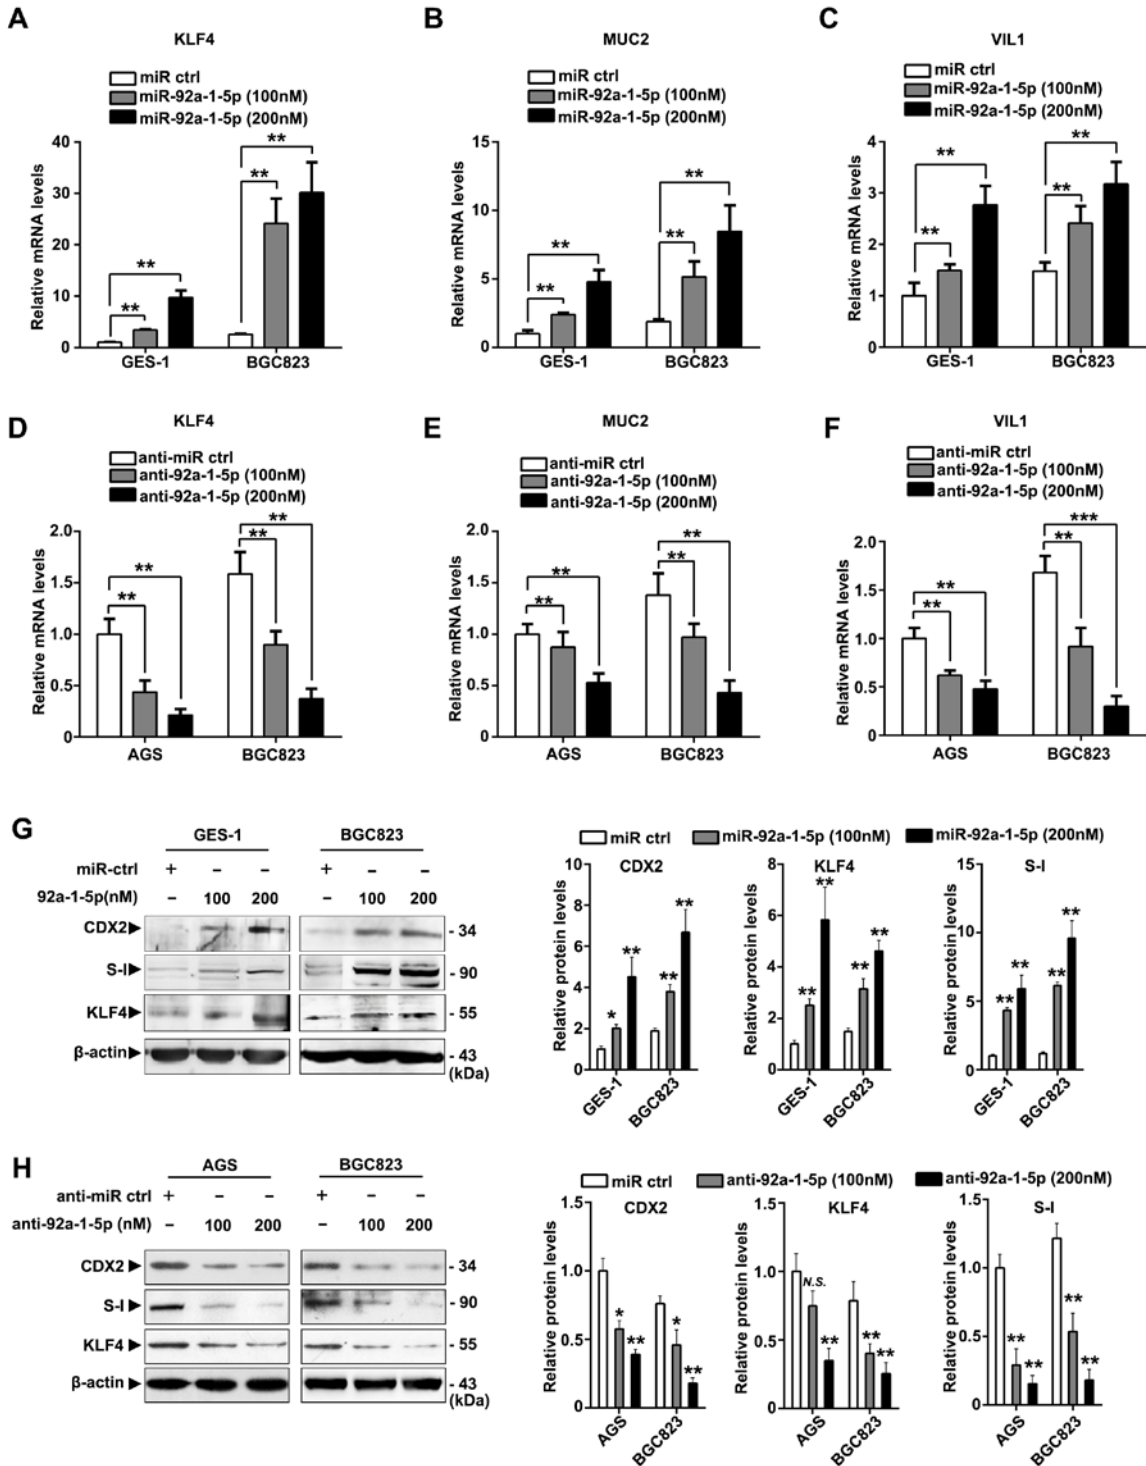 A
KLF4
miR ctrl
miR-92a-1-5p (100nM)
miR-92a-1-5p (200nM)
Relative mRNA levels
40
30
20
10
0
** ** ** **
GES-1 BGC823
B
MUC2
miR ctrl
miR-92a-1-5p (100nM)
miR-92a-1-5p (200nM)
Relative mRNA levels
15
10
5
0
** ** ** **
GES-1 BGC823
C
VIL1
miR ctrl
miR-92a-1-5p (100nM)
miR-92a-1-5p (200nM)
Relative mRNA levels
4
3
2
1
0
** ** ** **
GES-1 BGC823
D
KLF4
anti-miR ctrl
anti-92a-1-5p (100nM)
anti-92a-1-5p (200nM)
Relative mRNA levels
2.0
1.5
1.0
0.5
0
** ** ** **
AGS BGC823
E
MUC2
anti-miR ctrl
anti-92a-1-5p (100nM)
anti-92a-1-5p (200nM)
Relative mRNA levels
2.0
1.5
1.0
0.5
0
** ** ** **
AGS BGC823
F
VIL1
anti-miR ctrl
anti-92a-1-5p (100nM)
anti-92a-1-5p (200nM)
Relative mRNA levels
2.0
1.5
1.0
0.5
0
** ** ** ***
AGS BGC823
G
GES-1 BGC823
miR-ctrl + – – + – –
92a-1-5p(nM) – 100 200 – 100 200
CDX2 - 34
S-I - 90
KLF4 - 55
β-actin - 43
(kDa)
miR ctrl miR-92a-1-5p (100nM) miR-92a-1-5p (200nM)
CDX2
Relative protein levels
10
8
6
4
2
0
* ** ** **
GES-1 BGC823
KLF4
Relative protein levels
8
6
4
2
0
** ** ** **
GES-1 BGC823
S-I
Relative protein levels
15
10
5
0
** ** ** **
GES-1 BGC823
H
AGS BGC823
anti-miR ctrl + – – + – –
anti-92a-1-5p (nM) – 100 200 – 100 200
CDX2 - 34
S-I - 90
KLF4 - 55
β-actin - 43
(kDa)
miR ctrl anti-92a-1-5p (100nM) anti-92a-1-5p (200nM)
CDX2
Relative protein levels
1.5
1.0
0.5
0
* ** * **
AGS BGC823
KLF4
Relative protein levels
1.5
1.0
0.5
0
N.S. ** ** **
AGS BGC823
S-I
Relative protein levels
1.5
1.0
0.5
0
** ** ** **
AGS BGC823